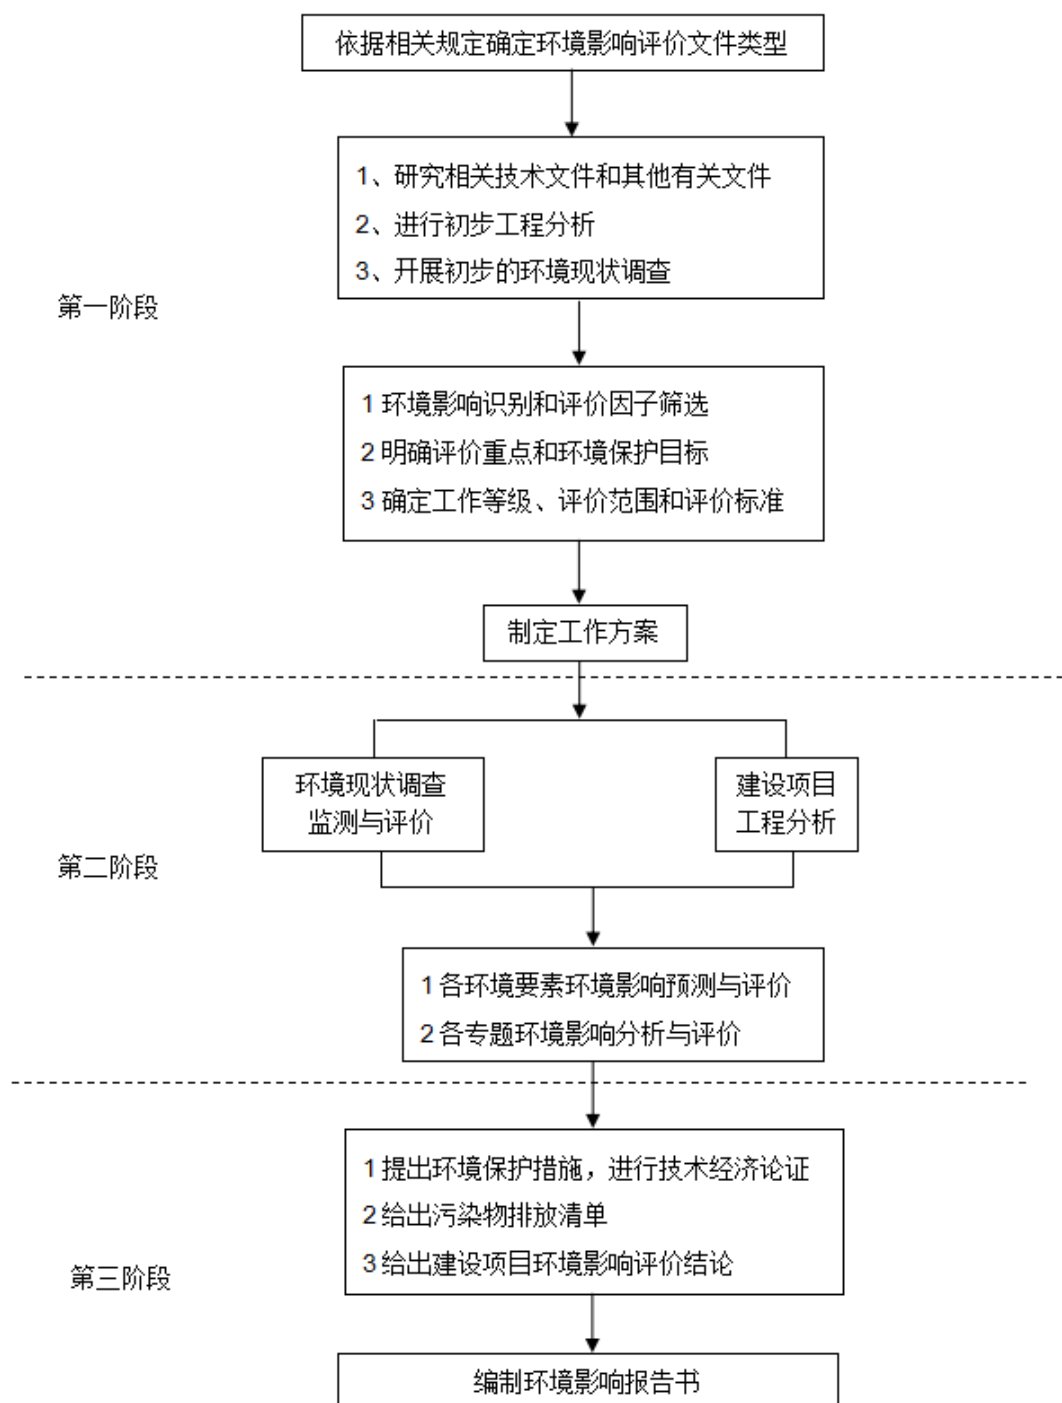 依据相关规定确定环境影响评价文件类型
1、研究相关技术文件和其他有关文件
2、进行初步工程分析
3、开展初步的环境现状调查
第一阶段
1 环境影响识别和评价因子筛选
2 明确评价重点和环境保护目标
3 确定工作等级、评价范围和评价标准
制定工作方案
环境现状调查
监测与评价
建设项目
工程分析
第二阶段
1 各环境要素环境影响预测与评价
2 各专题环境影响分析与评价
1 提出环境保护措施，进行技术经济论证
2 给出污染物排放清单
3 给出建设项目环境影响评价结论
第三阶段
编制环境影响报告书